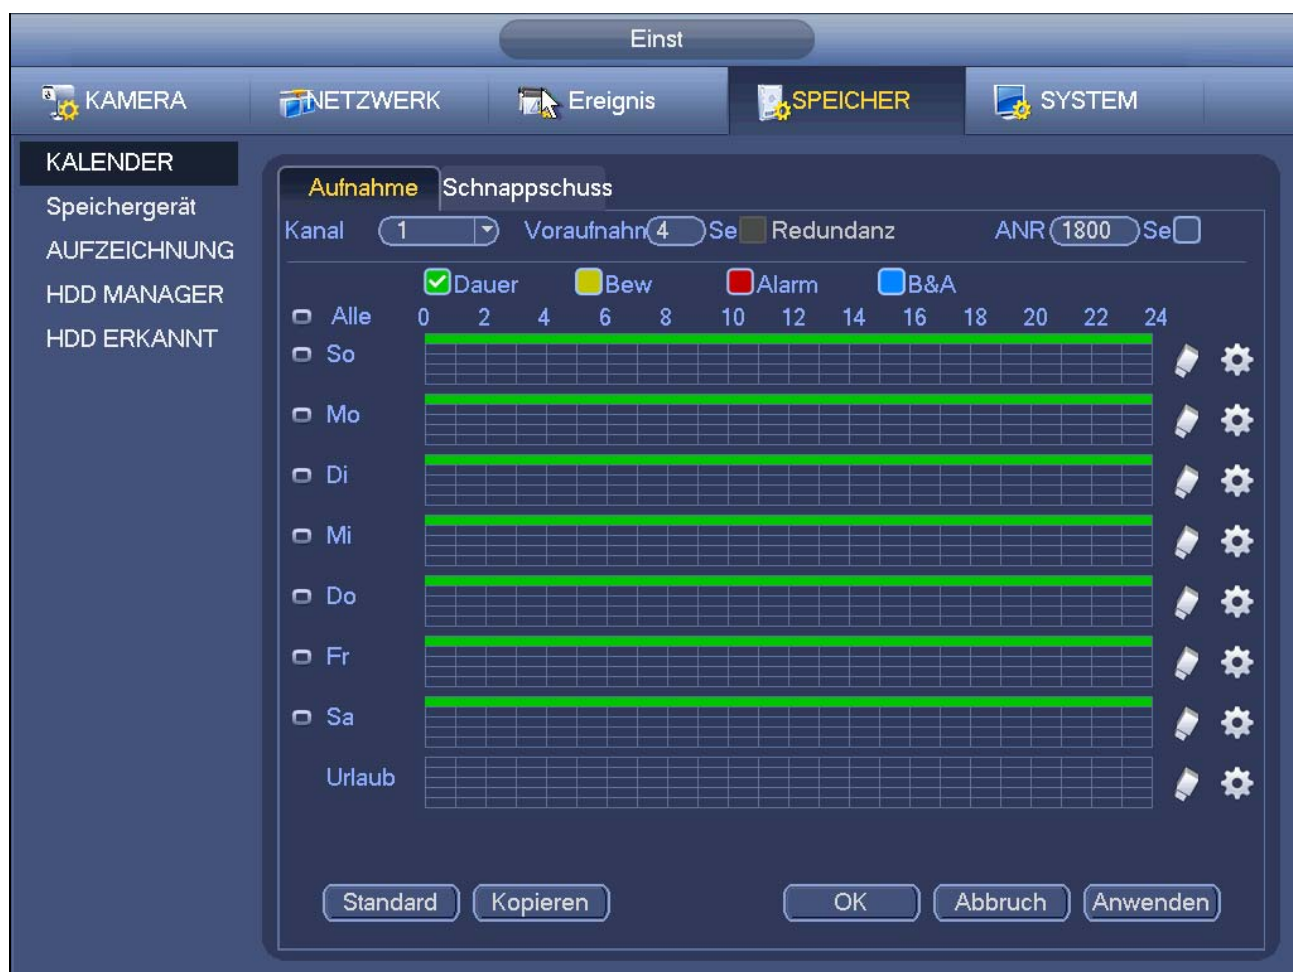 Einst
KAMERA NETZWERK Ereignis SPEICHER SYSTEM
KALENDER
Speichergerät
AUFZEICHNUNG
HDD MANAGER
HDD ERKANNT
Aufnahme Schnappschuss
Kanal 1 Voraufnahn 4 Se Redundanz ANR 1800 Se
Dauer Bew Alarm B&A
Alle 0 2 4 6 8 10 12 14 16 18 20 22 24
So
Mo
Di
Mi
Do
Fr
Sa
Urlaub
Standard Kopieren OK Abbruch Anwenden